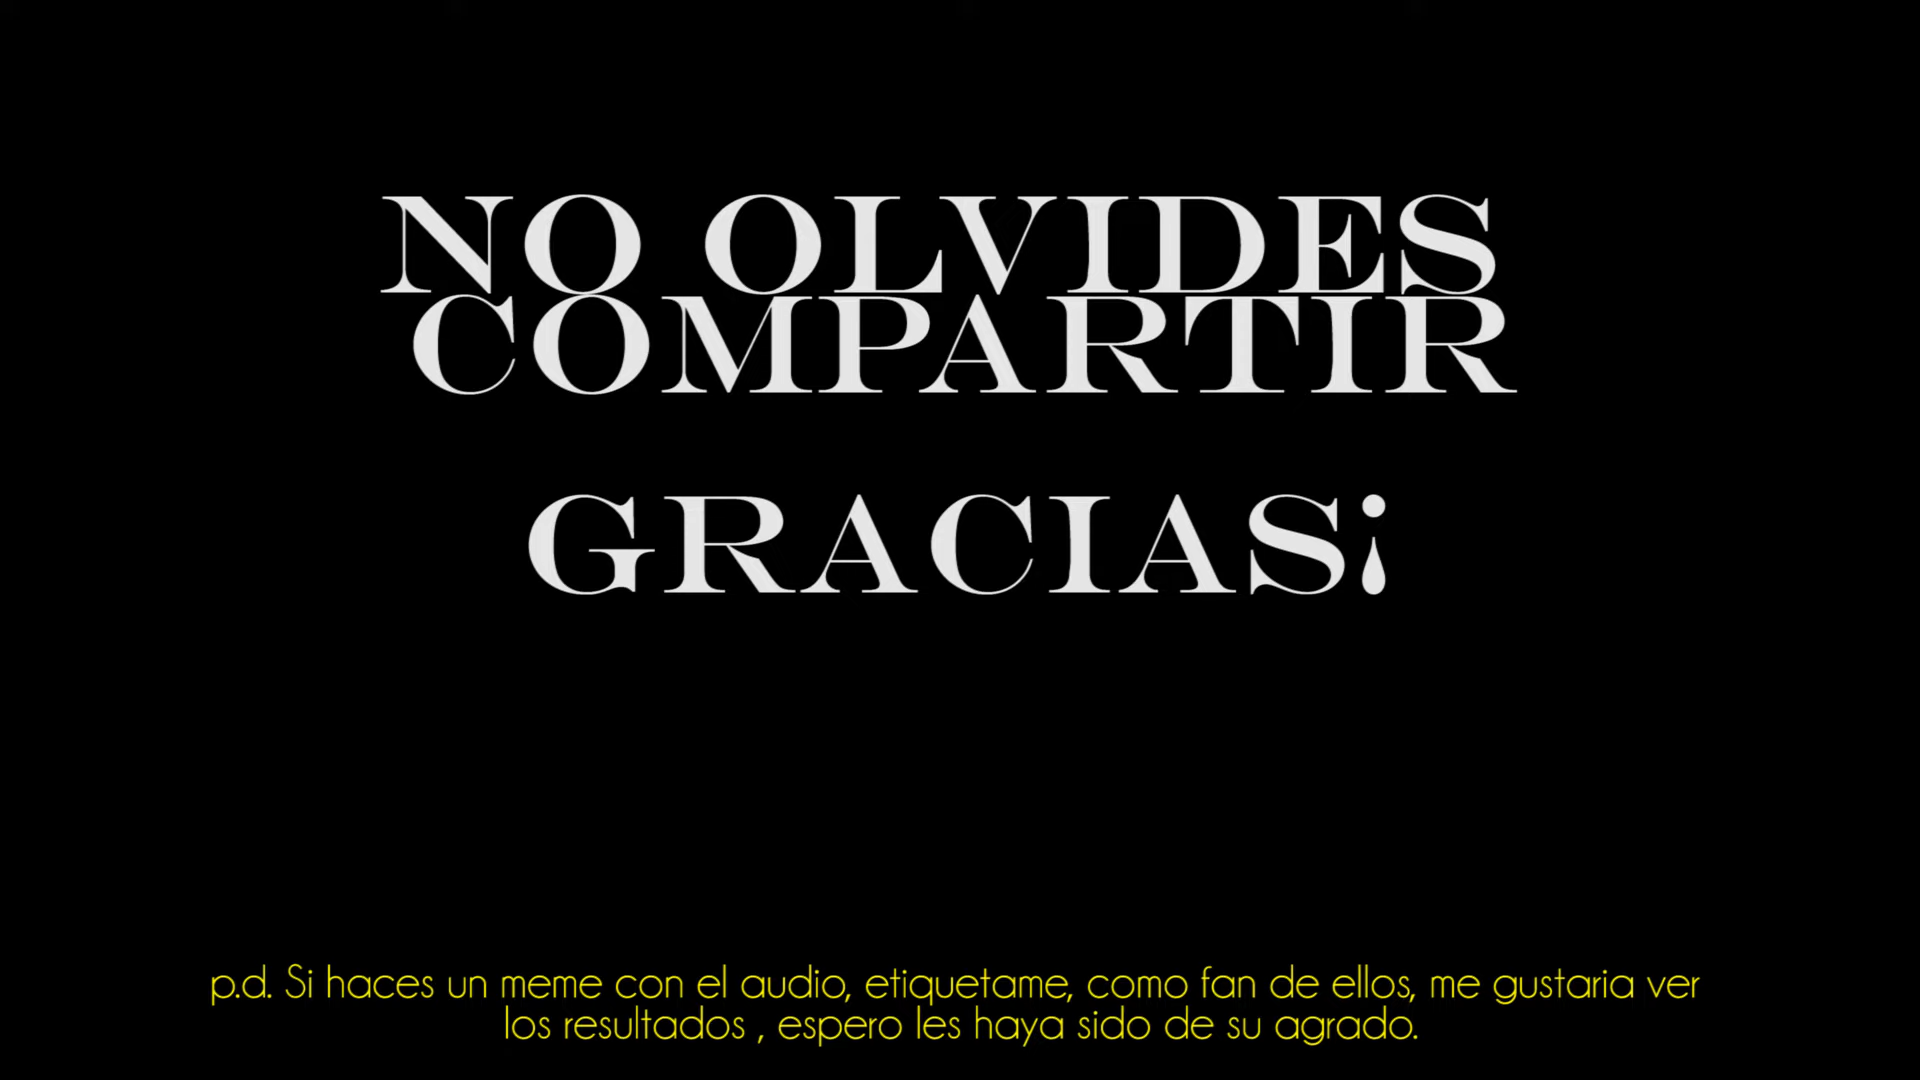 NO OLVIDES
COMPARTIR
GRACIAS¡
p.d. Si haces un meme con el audio, etiquetame, como fan de ellos, me gustaria ver
los resultados , espero les haya sido de su agrado.